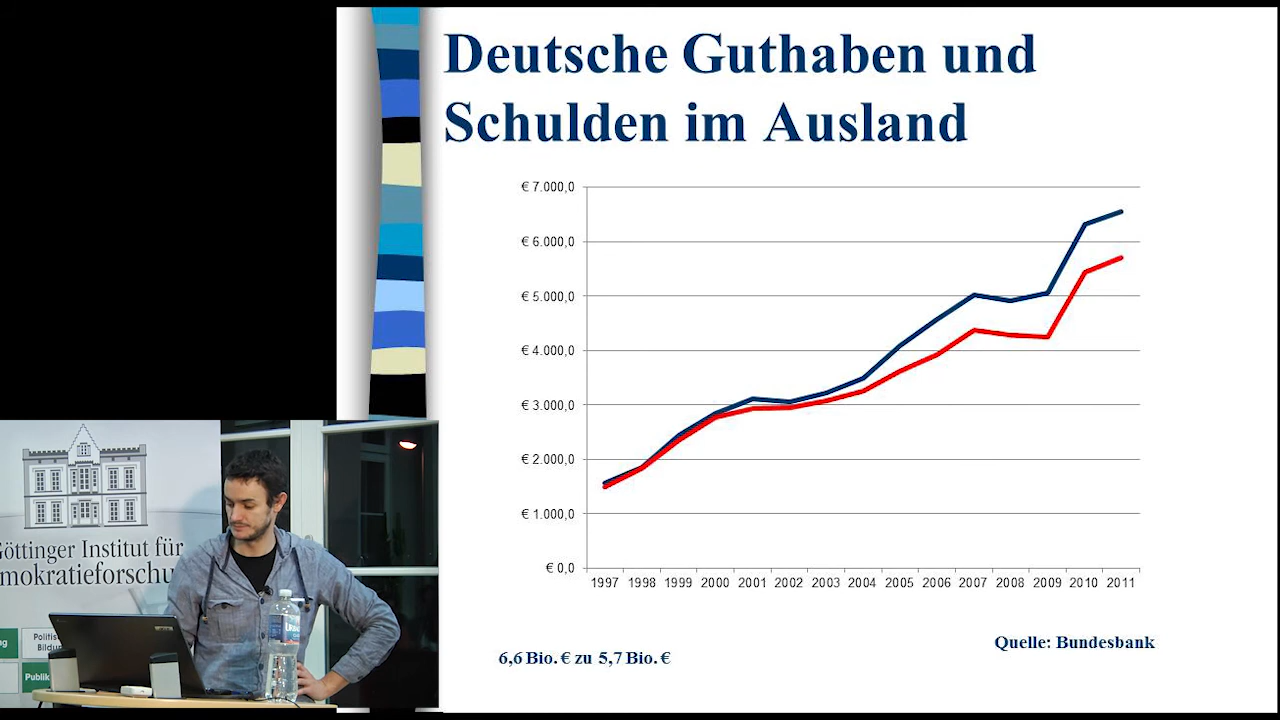 Deutsche Guthaben und
Schulden im Ausland
€ 7.000,0
€ 6.000,0
€ 5.000,0
€ 4.000,0
€ 3.000,0
€ 2.000,0
€ 1.000,0
€ 0,0
1997 1998 1999 2000 2001 2002 2003 2004 2005 2006 2007 2008 2009 2010 2011
6,6 Bio. € zu 5,7 Bio. €
Quelle: Bundesbank
Göttinger Institut für
mokratieforschu
Politis
Bildu
Publik